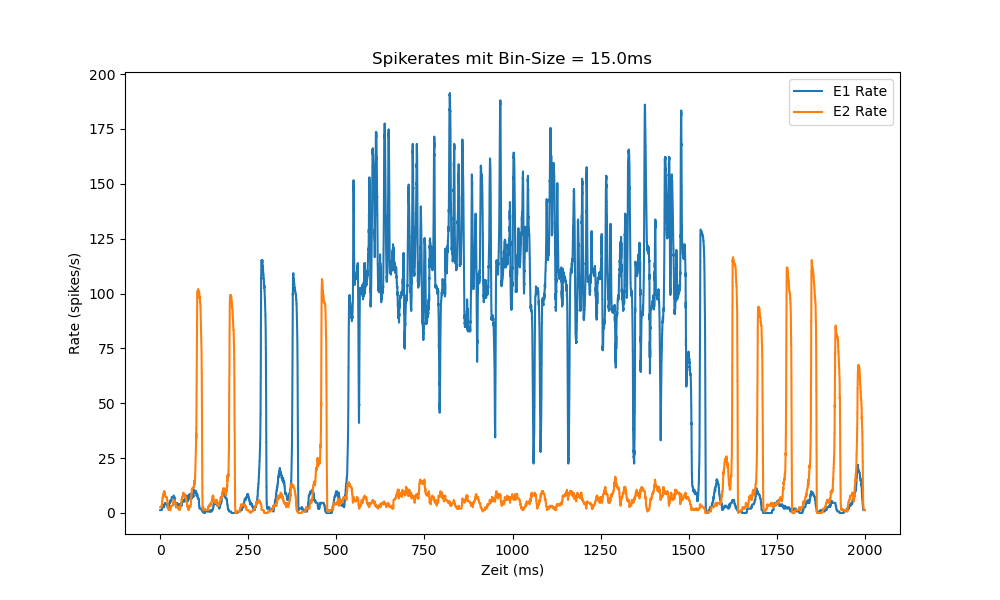 Spikerates mit Bin-Size = 15.0ms
E1 Rate
E2 Rate
Rate (spikes/s)
200
175
150
125
100
75
50
25
0
0 250 500 750 1000 1250 1500 1750 2000
Zeit (ms)